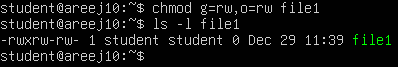 student@areej10:~$ chmod g=rw,o=rw file1
student@areej10:~$ ls -l file1
-rwxrw-rw- 1 student student 0 Dec 29 11:39 file1
student@areej10:~$